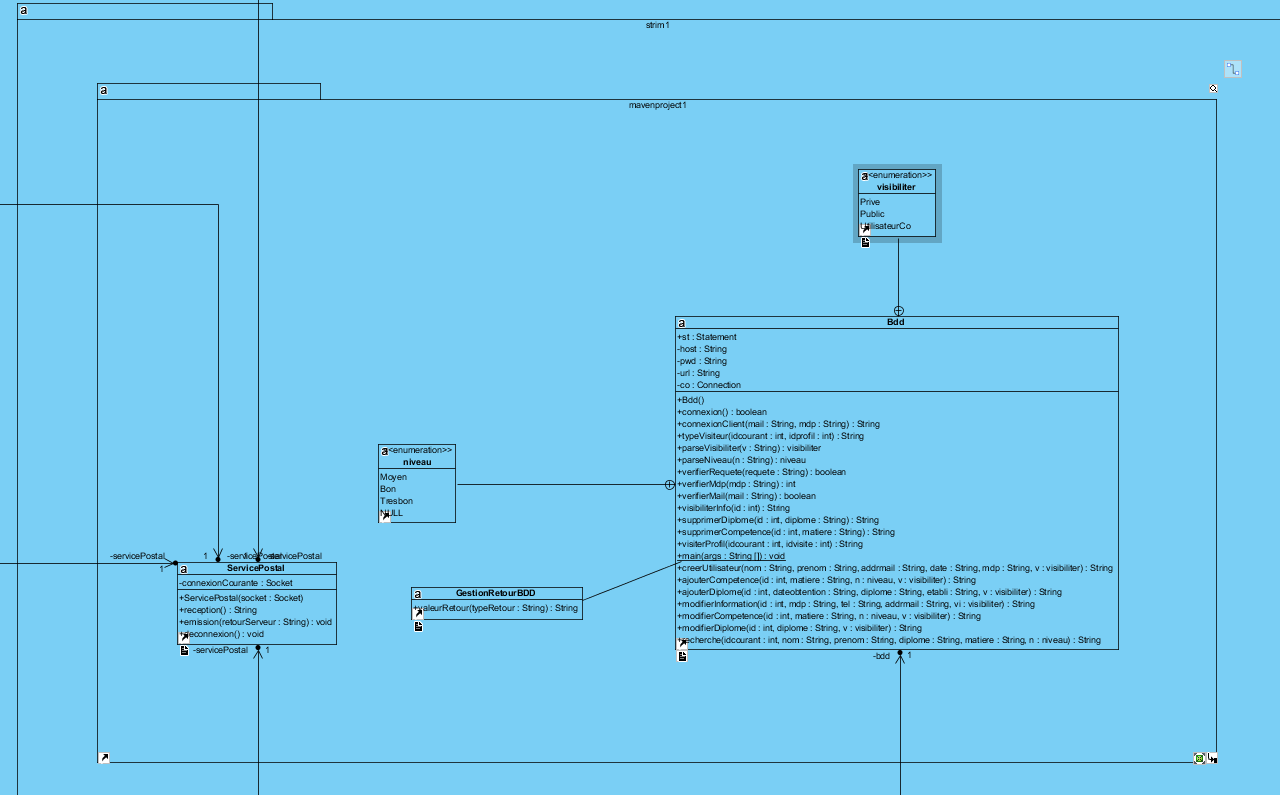 a
strim1
a
mavenproject1
a
<enumeration>>
visibiliter
Prive
Public
UtilisateurCo
a
Bdd
+st : Statement
-host : String
-pwd : String
-url : String
-co : Connection
+Bdd()
+connexion() : boolean
+connexionClient(mail : String, mdp : String) : String
+typeVisiteur(idcourant : int, idprofil : int) : String
+parseVisibiliter(v : String) : visibiliter
+parseNiveau(n : String) : niveau
+verifierRequete(requete : String) : boolean
+verifierMdp(mdp : String) : int
+verifierMail(mail : String) : boolean
+visibiliterInfo(id : int) : String
+supprimerDiplome(id : int, diplome : String) : String
+supprimerCompetence(id : int, matiere : String) : String
+visiterProfil(idcourant : int, idvisite : int) : String
+main(args : String []) : void
+creerUtilisateur(nom : String, prenom : String, addrmail : String, date : String, mdp : String, v : visibiliter) : String
+ajouterCompetence(id : int, matiere : String, n : niveau, v : visibiliter) : String
+ajouterDiplome(id : int, dateobtention : String, diplome : String, etabli : String, v : visibiliter) : String
+modifierInformation(id : int, mdp : String, tel : String, addrmail : String, vi : visibiliter) : String
+modifierCompetence(id : int, matiere : String, n : niveau, v : visibiliter) : String
+modifierDiplome(id : int, diplome : String, v : visibiliter) : String
+recherche(idcourant : int, nom : String, prenom : String, diplome : String, matiere : String, n : niveau) : String
-bdd
1
a
<enumeration>>
niveau
Moyen
Bon
Tresbon
NULL
a
GestionRetourBDD
+valeurRetour(typeRetour : String) : String
-servicePostal
1
1
-servicePostal
a
ServicePostal
-connexionCourante : Socket
+ServicePostal(socket : Socket)
+reception() : String
+emission(retourServeur : String) : void
+deconnexion() : void
-servicePostal
1